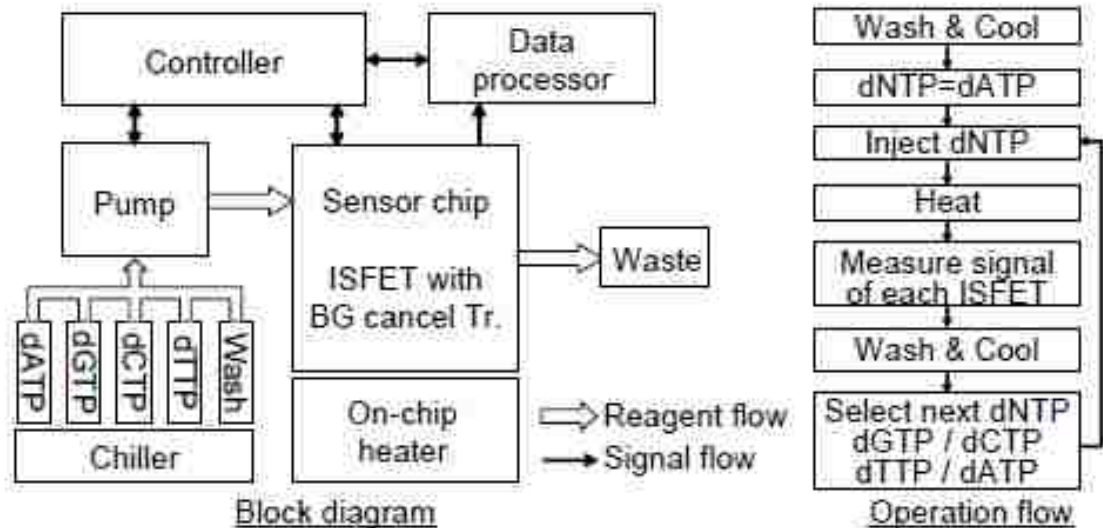 Controller
Data
processor
Pump
Sensor chip
ISFET with
BG cancel Tr.
Waste
dATP
dGTP
dCTP
dTTP
Wash
Chiller
On-chip
heater
Reagent flow
Signal flow
Block diagram
Wash & Cool
dNTP=dATP
Inject dNTP
Heat
Measure signal
of each ISFET
Wash & Cool
Select next dNTP
dGTP / dCTP
dTTP / dATP
Operation flow